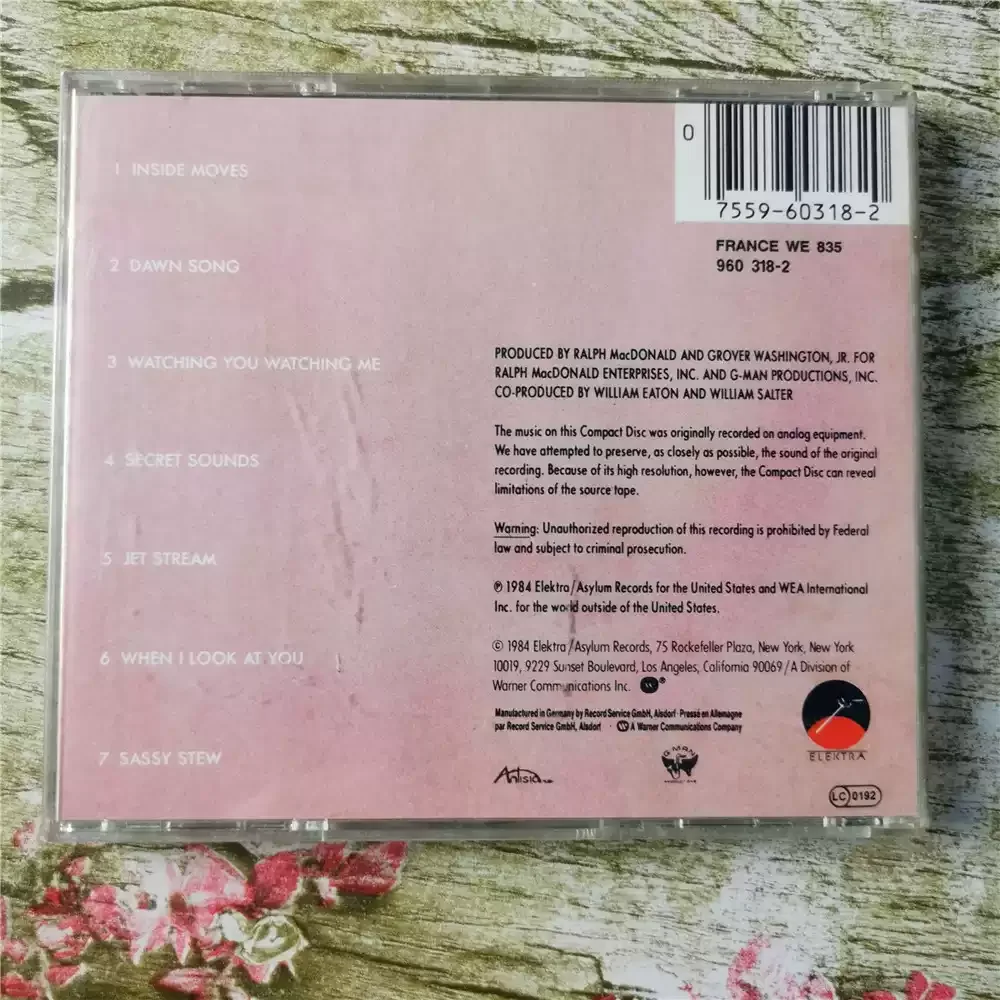 1 INSIDE MOVES
2 DAWN SONG
3 WATCHING YOU WATCHING ME
4 SECRET SOUNDS
5 JET STREAM
6 WHEN I LOOK AT YOU
7 SASSY STEW
0
7559-60318-2
FRANCE WE 835
960 318-2
PRODUCED BY RALPH MacDONALD AND GROVER WASHINGTON, JR. FOR
RALPH MacDONALD ENTERPRISES, INC. AND G-MAN PRODUCTIONS, INC.
CO-PRODUCED BY WILLIAM EATON AND WILLIAM SALTER
The music on this Compact Disc was originally recorded on analog equipment.
We have attempted to preserve, as closely as possible, the sound of the original
recording. Because of its high resolution, however, the Compact Disc can reveal
limitations of the source tape.
Warning: Unauthorized reproduction of this recording is prohibited by Federal
law and subject to criminal prosecution.
℗ 1984 Elektra/Asylum Records for the United States and WEA International
Inc. for the world outside of the United States.
© 1984 Elektra/Asylum Records, 75 Rockefeller Plaza, New York, New York
10019, 9229 Sunset Boulevard, Los Angeles, California 90069/A Division of
Warner Communications Inc. ®
Manufactured in Germany by Record Service GmbH, Alsdorf · Pressé en Allemagne
par Record Service GmbH, Alsdorf · A Warner Communications Company
Artisia
G-MAN
ELEKTRA
LC 0192